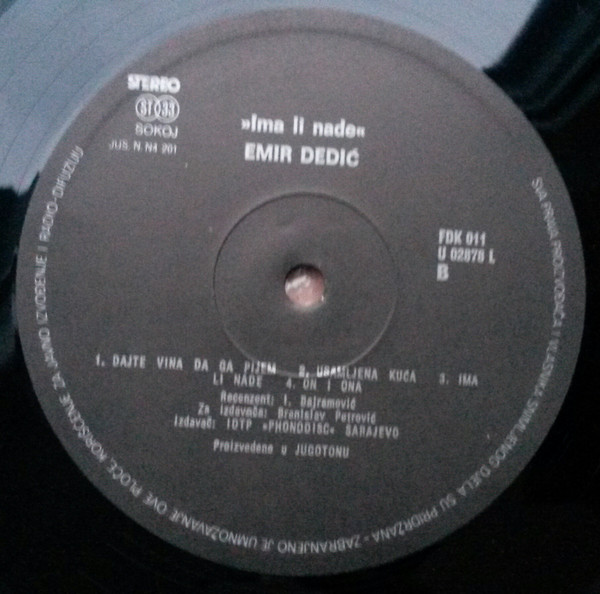 STEREO
ST 33
SOKOJ
JUS. N. N4 201
»Ima li nade«
EMIR DEDIĆ
FDK 011
U 02878 L
B
1. DAJTE VINA DA GA PIJEM 2. KUĆA 3. IMA
LI NADE 4. ON I ONA
Recenzent: I. Bajramović
Za izdavača: Branislav Petrović
Izdavač: IOTP »PHONODISC« SARAJEVO
Proizvedeno u JUGOTONU
SVA PRAVA PROIZVOĐAČA I VLASNIKA SNIMLJENOG DJELA SU PRIDRŽANA - ZABRANJENO JE UMNOŽAVANJE OVE PLOČE, KORIŠĆENJE ZA JAVNO IZVOĐENJE I RADIO-DIFUZIJU